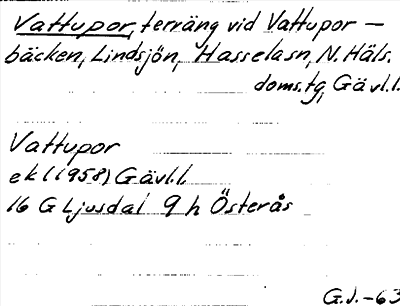 Vattupor, terräng vid Vattupor-
bäcken, Lindsjön, Hasselasn, N. Häls.
doms.tg, Gävl.l.
Vattupor
ek (1958) Gävl.l.
16 G Ljusdal 9 h Österås
G.J. -63